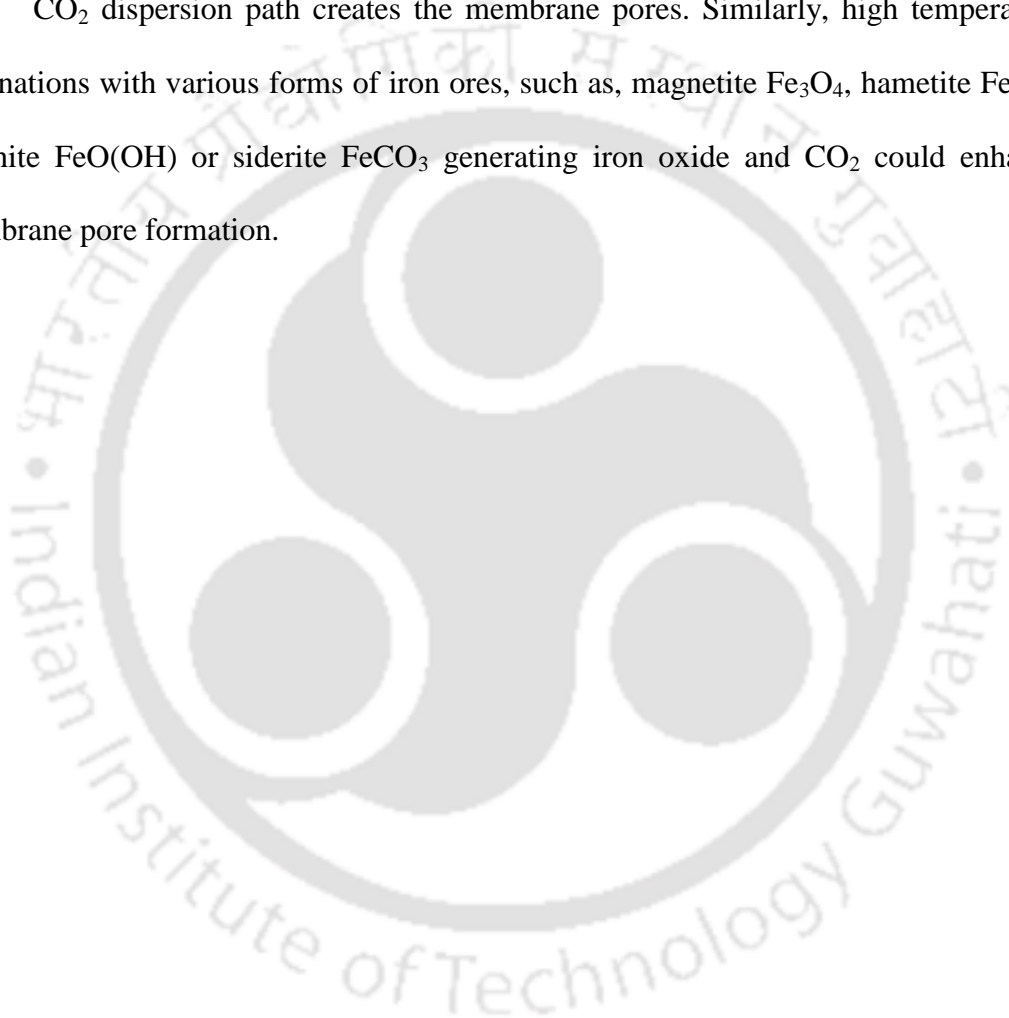 CO₂ dispersion path creates the membrane pores. Similarly, high tempera
nations with various forms of iron ores, such as, magnetite Fe₃O₄, hametite Fe
nite FeO(OH) or siderite FeCO₃ generating iron oxide and CO₂ could enha
brane pore formation.
भारतीय प्रौद्योगिकी संस्थान गुवाहाटी
• Indian Institute of Technology Guwahati •